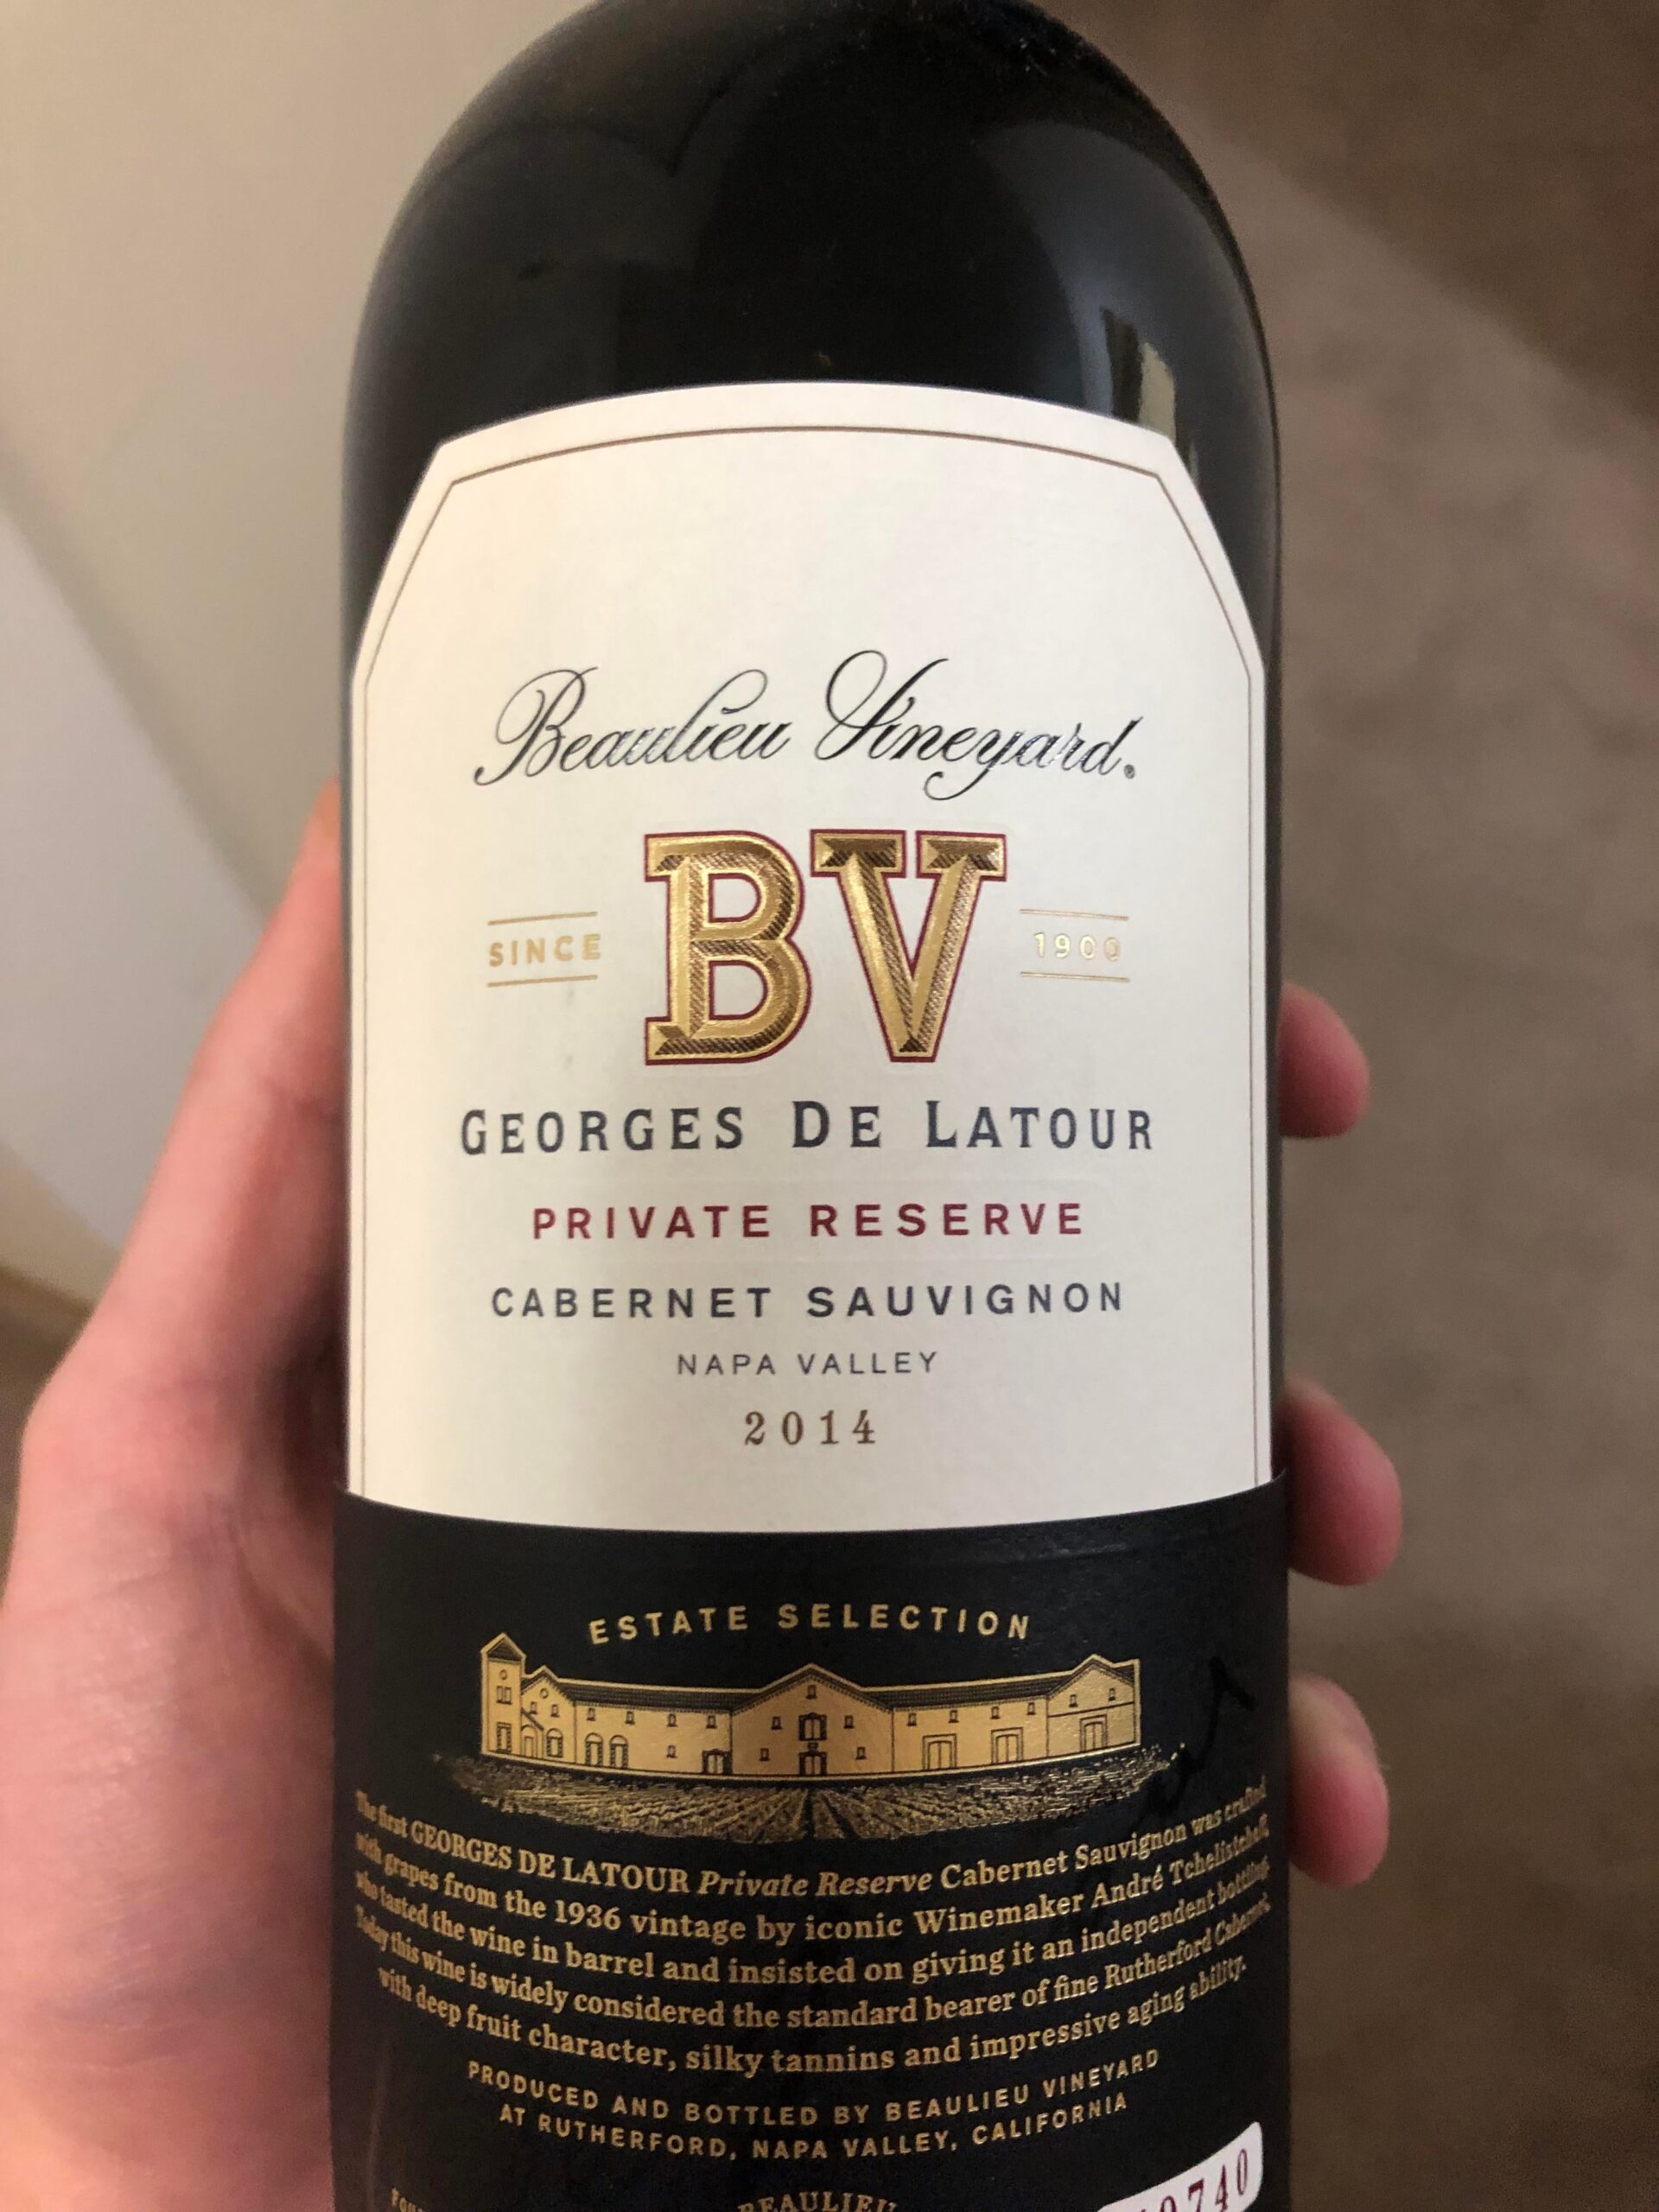 Beaulieu Vineyard®
SINCE BV 1900
GEORGES DE LATOUR
PRIVATE RESERVE
CABERNET SAUVIGNON
NAPA VALLEY
2014
ESTATE SELECTION
The first GEORGES DE LATOUR Private Reserve Cabernet Sauvignon was crafted
with grapes from the 1936 vintage by iconic Winemaker André Tchelistcheff,
who tasted the wine in barrel and insisted on giving it an independent bottling.
Today this wine is widely considered the standard bearer of fine Rutherford Cabernet,
with deep fruit character, silky tannins and impressive aging ability.
PRODUCED AND BOTTLED BY BEAULIEU VINEYARD
AT RUTHERFORD, NAPA VALLEY, CALIFORNIA
BEAULIEU